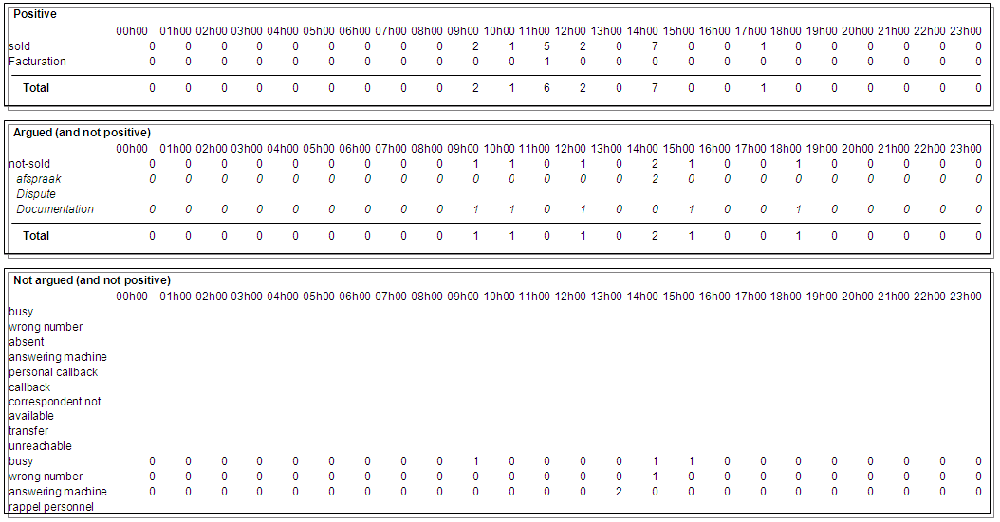 Positive
00h00 01h00 02h00 03h00 04h00 05h00 06h00 07h00 08h00 09h00 10h00 11h00 12h00 13h00 14h00 15h00 16h00 17h00 18h00 19h00 20h00 21h00 22h00 23h00
sold 0 0 0 0 0 0 0 0 0 2 1 5 2 0 7 0 0 1 0 0 0 0 0 0
Facturation 0 0 0 0 0 0 0 0 0 0 0 1 0 0 0 0 0 0 0 0 0 0 0 0
Total 0 0 0 0 0 0 0 0 0 2 1 6 2 0 7 0 0 1 0 0 0 0 0 0
Argued (and not positive)
00h00 01h00 02h00 03h00 04h00 05h00 06h00 07h00 08h00 09h00 10h00 11h00 12h00 13h00 14h00 15h00 16h00 17h00 18h00 19h00 20h00 21h00 22h00 23h00
not-sold 0 0 0 0 0 0 0 0 0 1 1 0 1 0 2 1 0 0 1 0 0 0 0 0
afspraak 0 0 0 0 0 0 0 0 0 0 0 0 0 0 2 0 0 0 0 0 0 0 0 0
Dispute
Documentation 0 0 0 0 0 0 0 0 0 1 1 0 1 0 0 1 0 0 1 0 0 0 0 0
Total 0 0 0 0 0 0 0 0 0 1 1 0 1 0 2 1 0 0 1 0 0 0 0 0
Not argued (and not positive)
00h00 01h00 02h00 03h00 04h00 05h00 06h00 07h00 08h00 09h00 10h00 11h00 12h00 13h00 14h00 15h00 16h00 17h00 18h00 19h00 20h00 21h00 22h00 23h00
busy
wrong number
absent
answering machine
personal callback
callback
correspondent not
available
transfer
unreachable
busy 0 0 0 0 0 0 0 0 0 1 0 0 0 0 1 1 0 0 0 0 0 0 0 0
wrong number 0 0 0 0 0 0 0 0 0 0 0 0 0 0 1 0 0 0 0 0 0 0 0 0
answering machine 0 0 0 0 0 0 0 0 0 0 0 0 0 2 0 0 0 0 0 0 0 0 0 0
rappel personnel